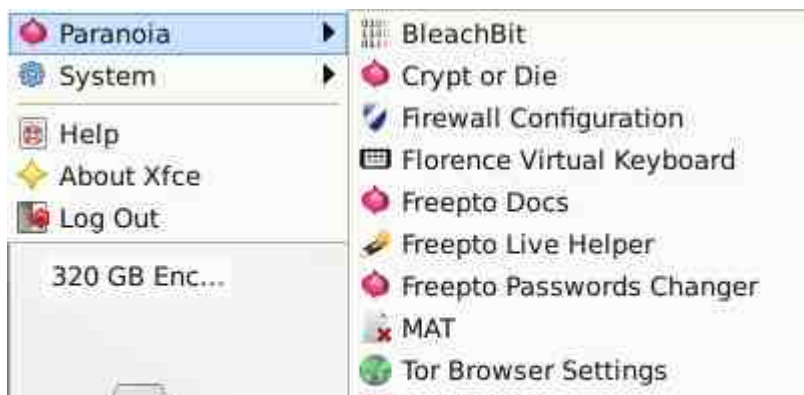 Paranoia
System
Help
About Xfce
Log Out
320 GB Enc...
BleachBit
Crypt or Die
Firewall Configuration
Florence Virtual Keyboard
Freepto Docs
Freepto Live Helper
Freepto Passwords Changer
MAT
Tor Browser Settings